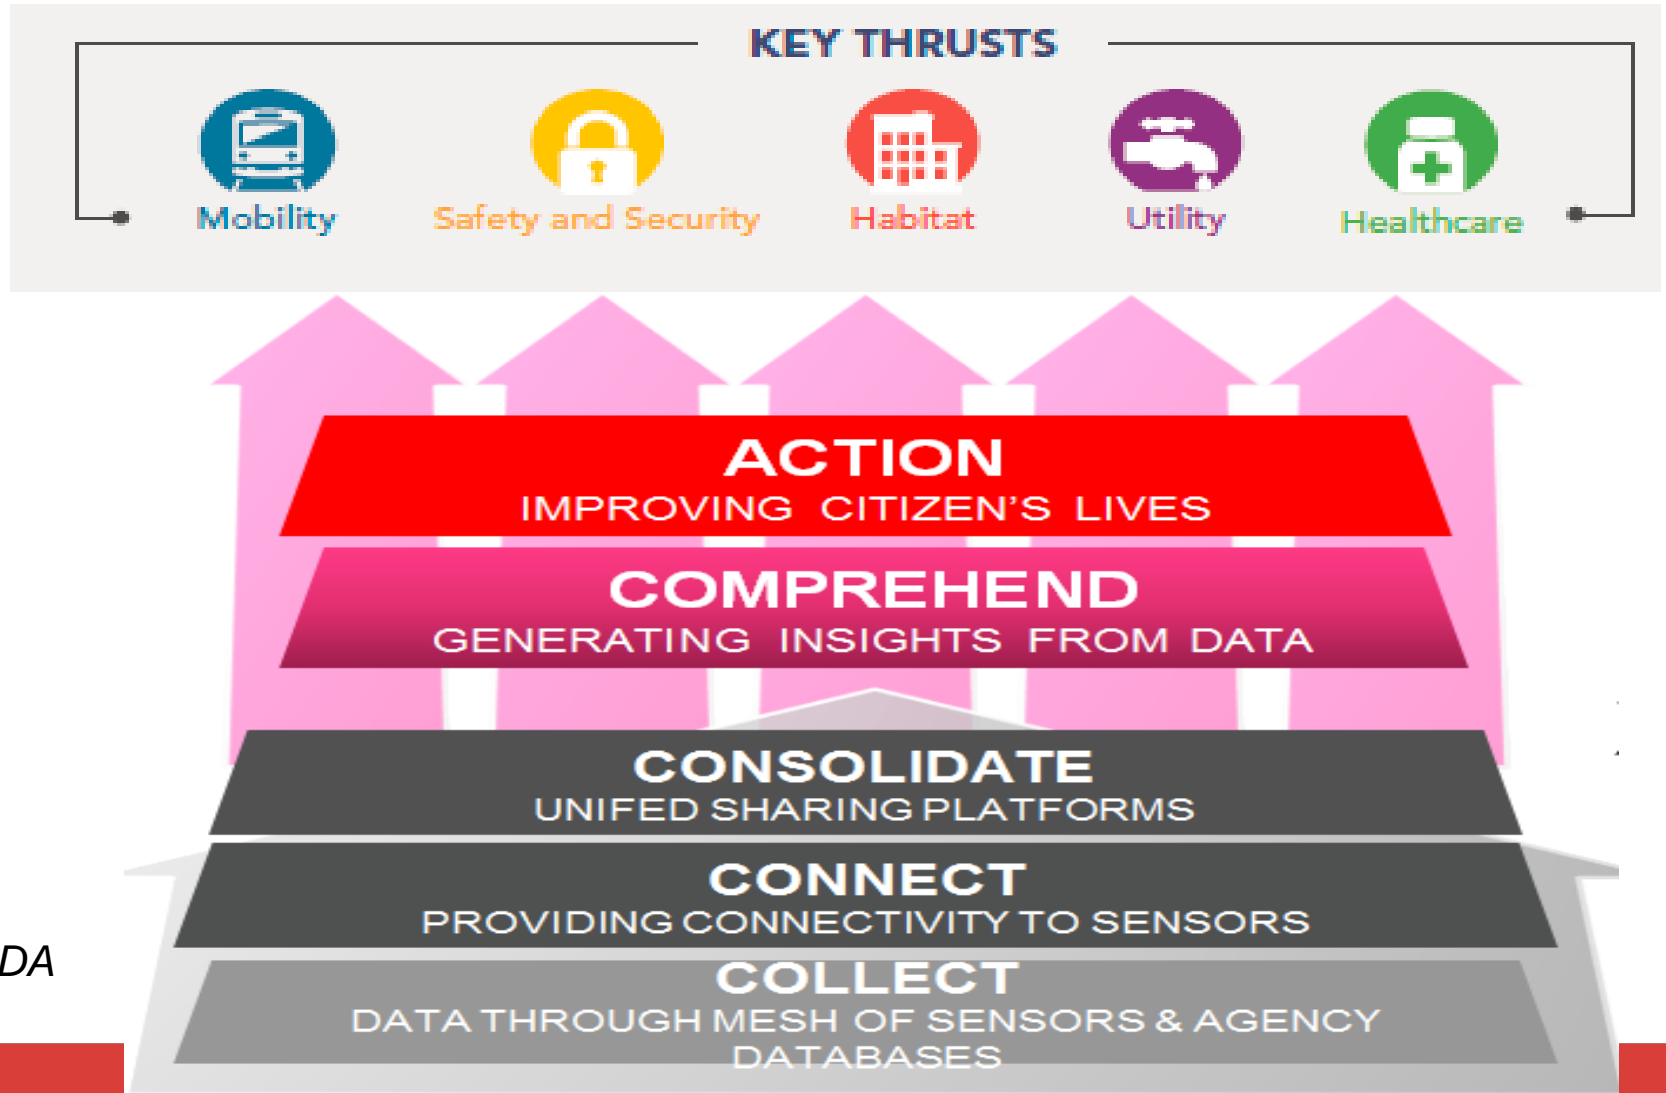 KEY THRUSTS
Mobility
Safety and Security
Habitat
Utility
Healthcare
ACTION
IMPROVING CITIZEN'S LIVES
COMPREHEND
GENERATING INSIGHTS FROM DATA
CONSOLIDATE
UNIFED SHARING PLATFORMS
CONNECT
PROVIDING CONNECTIVITY TO SENSORS
DA
COLLECT
DATA THROUGH MESH OF SENSORS & AGENCY
DATABASES